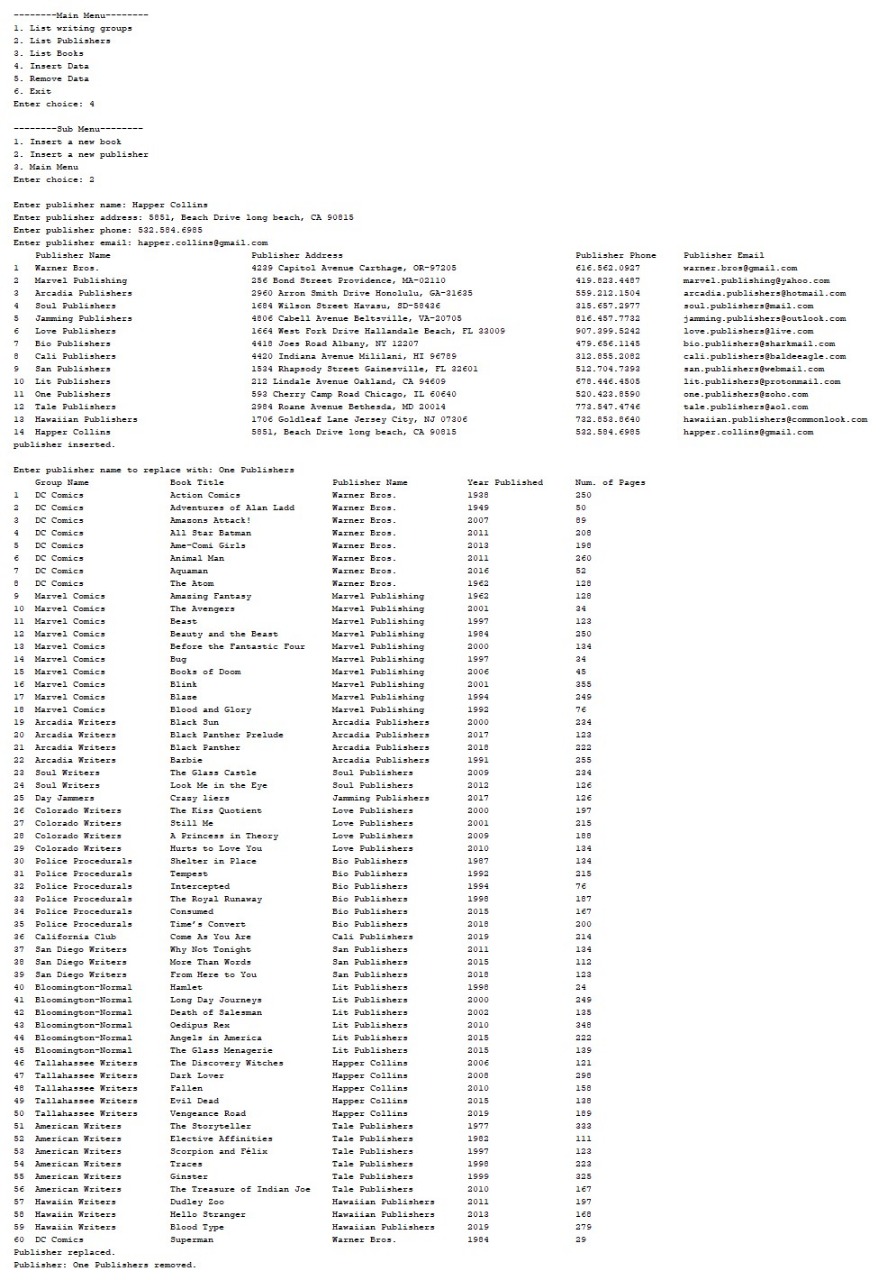 --------Main Menu--------
1. List writing groups
2. List Publishers
3. List Books
4. Insert Data
5. Remove Data
6. Exit
Enter choice: 4
--------Sub Menu--------
1. Insert a new book
2. Insert a new publisher
3. Main Menu
Enter choice: 2
Enter publisher name: Happer Collins
Enter publisher address: 5851, Beach Drive long beach, CA 90815
Enter publisher phone: 532.584.6985
Enter publisher email: happer.collins@gmail.com
Publisher Name Publisher Address Publisher Phone Publisher Email
1 Warner Bros. 4239 Capitol Avenue Carthage, OR-97205 616.562.0927 warner.bros@gmail.com
2 Marvel Publishing 256 Bond Street Providence, MA-02110 419.823.4487 marvel.publishing@yahoo.com
3 Arcadia Publishers 2960 Arron Smith Drive Honolulu, GA-31635 559.212.1504 arcadia.publishers@hotmail.com
4 Soul Publishers 1684 Wilson Street Havasu, SD-58436 315.657.2977 soul.publishers@mail.com
5 Jamming Publishers 4806 Cabell Avenue Beltsville, VA-20705 816.457.7732 jamming.publishers@outlook.com
6 Love Publishers 1664 West Fork Drive Hallandale Beach, FL 33009 907.399.5242 love.publishers@live.com
7 Bio Publishers 4418 Joes Road Albany, NY 12207 479.656.1145 bio.publishers@sharkmail.com
8 Cali Publishers 4420 Indiana Avenue Mililani, HI 96789 312.855.2082 cali.publishers@baldeeagle.com
9 San Publishers 1534 Rhapsody Street Gainesville, FL 32601 512.704.7393 san.publishers@webmail.com
10 Lit Publishers 212 Lindale Avenue Oakland, CA 94609 678.446.4505 lit.publishers@protonmail.com
11 One Publishers 593 Cherry Camp Road Chicago, IL 60640 520.423.8590 one.publishers@zoho.com
12 Tale Publishers 2984 Roane Avenue Bethesda, MD 20014 773.547.4746 tale.publishers@aol.com
13 Hawaiian Publishers 1706 Goldleaf Lane Jersey City, NJ 07306 732.853.8640 hawaiian.publishers@commonlook.com
14 Happer Collins 5851, Beach Drive long beach, CA 90815 532.584.6985 happer.collins@gmail.com
publisher inserted.
Enter publisher name to replace with: One Publishers
Group Name Book Title Publisher Name Year Published Num. of Pages
1 DC Comics Action Comics Warner Bros. 1938 250
2 DC Comics Adventures of Alan Ladd Warner Bros. 1949 50
3 DC Comics Amazons Attack! Warner Bros. 2007 89
4 DC Comics All Star Batman Warner Bros. 2011 208
5 DC Comics Ame-Comi Girls Warner Bros. 2013 198
6 DC Comics Animal Man Warner Bros. 2011 260
7 DC Comics Aquaman Warner Bros. 2016 52
8 DC Comics The Atom Warner Bros. 1962 128
9 Marvel Comics Amazing Fantasy Marvel Publishing 1962 128
10 Marvel Comics The Avengers Marvel Publishing 2001 34
11 Marvel Comics Beast Marvel Publishing 1997 123
12 Marvel Comics Beauty and the Beast Marvel Publishing 1984 250
13 Marvel Comics Before the Fantastic Four Marvel Publishing 2000 134
14 Marvel Comics Bug Marvel Publishing 1997 34
15 Marvel Comics Books of Doom Marvel Publishing 2006 45
16 Marvel Comics Blink Marvel Publishing 2001 355
17 Marvel Comics Blaze Marvel Publishing 1994 249
18 Marvel Comics Blood and Glory Marvel Publishing 1992 76
19 Arcadia Writers Black Sun Arcadia Publishers 2000 234
20 Arcadia Writers Black Panther Prelude Arcadia Publishers 2017 123
21 Arcadia Writers Black Panther Arcadia Publishers 2018 222
22 Arcadia Writers Barbie Arcadia Publishers 1991 255
23 Soul Writers The Glass Castle Soul Publishers 2009 234
24 Soul Writers Look Me in the Eye Soul Publishers 2012 126
25 Day Jammers Crazy liers Jamming Publishers 2017 126
26 Colorado Writers The Kiss Quotient Love Publishers 2000 197
27 Colorado Writers Still Me Love Publishers 2001 215
28 Colorado Writers A Princess in Theory Love Publishers 2009 188
29 Colorado Writers Hurts to Love You Love Publishers 2010 134
30 Police Procedurals Shelter in Place Bio Publishers 1987 134
31 Police Procedurals Tempest Bio Publishers 1992 215
32 Police Procedurals Intercepted Bio Publishers 1994 76
33 Police Procedurals The Royal Runaway Bio Publishers 1998 187
34 Police Procedurals Consumed Bio Publishers 2015 167
35 Police Procedurals Time's Convert Bio Publishers 2018 200
36 California Club Come As You Are Cali Publishers 2019 214
37 San Diego Writers Why Not Tonight San Publishers 2011 134
38 San Diego Writers More Than Words San Publishers 2015 112
39 San Diego Writers From Here to You San Publishers 2018 123
40 Bloomington-Normal Hamlet Lit Publishers 1998 24
41 Bloomington-Normal Long Day Journeys Lit Publishers 2000 249
42 Bloomington-Normal Death of Salesman Lit Publishers 2002 135
43 Bloomington-Normal Oedipus Rex Lit Publishers 2010 348
44 Bloomington-Normal Angels in America Lit Publishers 2015 222
45 Bloomington-Normal The Glass Menagerie Lit Publishers 2015 139
46 Tallahassee Writers The Discovery Witches Happer Collins 2006 121
47 Tallahassee Writers Dark Lover Happer Collins 2008 298
48 Tallahassee Writers Fallen Happer Collins 2010 158
49 Tallahassee Writers Evil Dead Happer Collins 2015 138
50 Tallahassee Writers Vengeance Road Happer Collins 2019 189
51 American Writers The Storyteller Tale Publishers 1977 333
52 American Writers Elective Affinities Tale Publishers 1982 111
53 American Writers Scorpion and Félix Tale Publishers 1997 123
54 American Writers Traces Tale Publishers 1998 223
55 American Writers Ginster Tale Publishers 1999 325
56 American Writers The Treasure of Indian Joe Tale Publishers 2010 167
57 Hawaiin Writers Dudley Zoo Hawaiian Publishers 2011 197
58 Hawaiin Writers Hello Stranger Hawaiian Publishers 2013 168
59 Hawaiin Writers Blood Type Hawaiian Publishers 2019 279
60 DC Comics Superman Warner Bros. 1984 29
Publisher replaced.
Publisher: One Publishers removed.